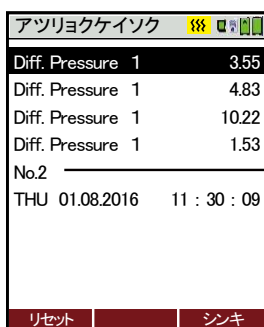 アツリョクケイソク
Diff. Pressure 1 3.55
Diff. Pressure 1 4.83
Diff. Pressure 1 10.22
Diff. Pressure 1 1.53
No.2
THU 01.08.2016 11 : 30 : 09
リセット シンキ